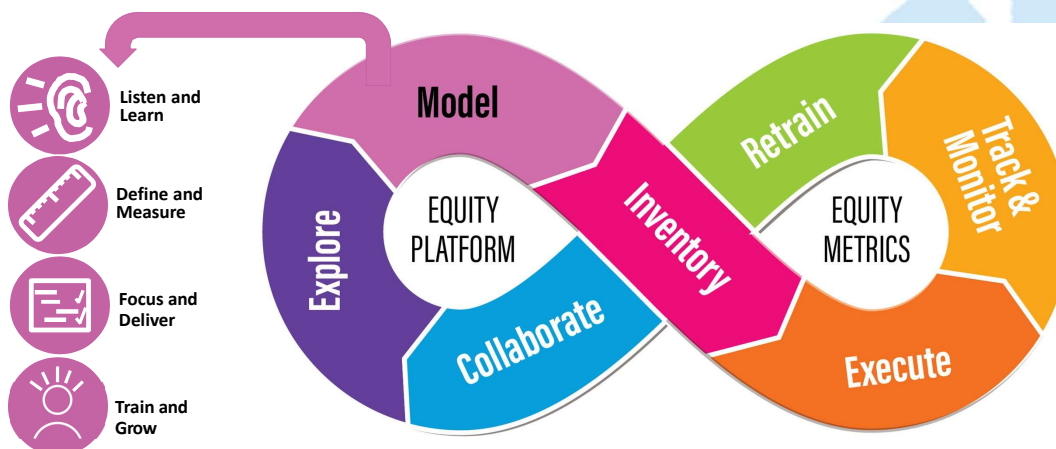 Listen and
Learn
Define and
Measure
Focus and
Deliver
Train and
Grow
Model
Explore
EQUITY
PLATFORM
Collaborate
Inventory
Retrain
Track &
Monitor
EQUITY
METRICS
Execute